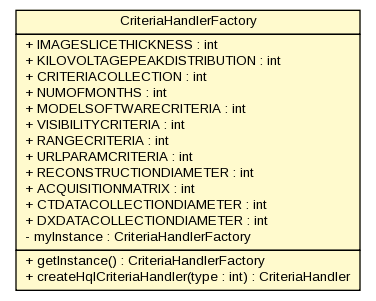 CriteriaHandlerFactory
+ IMAGESLICETHICKNESS : int
+ KILOVOLTAGEPEAKDISTRIBUTION : int
+ CRITERIACOLLECTION : int
+ NUMOFMONTHS : int
+ MODELSOFTWARECRITERIA : int
+ VISIBILITYCRITERIA : int
+ RANGECRITERIA : int
+ URLPARAMCRITERIA : int
+ RECONSTRUCTIONDIAMETER : int
+ ACQUISITIONMATRIX : int
+ CTDATACOLLECTIONDIAMETER : int
+ DXDATACOLLECTIONDIAMETER : int
- myInstance : CriteriaHandlerFactory
+ getInstance() : CriteriaHandlerFactory
+ createHqlCriteriaHandler(type : int) : CriteriaHandler